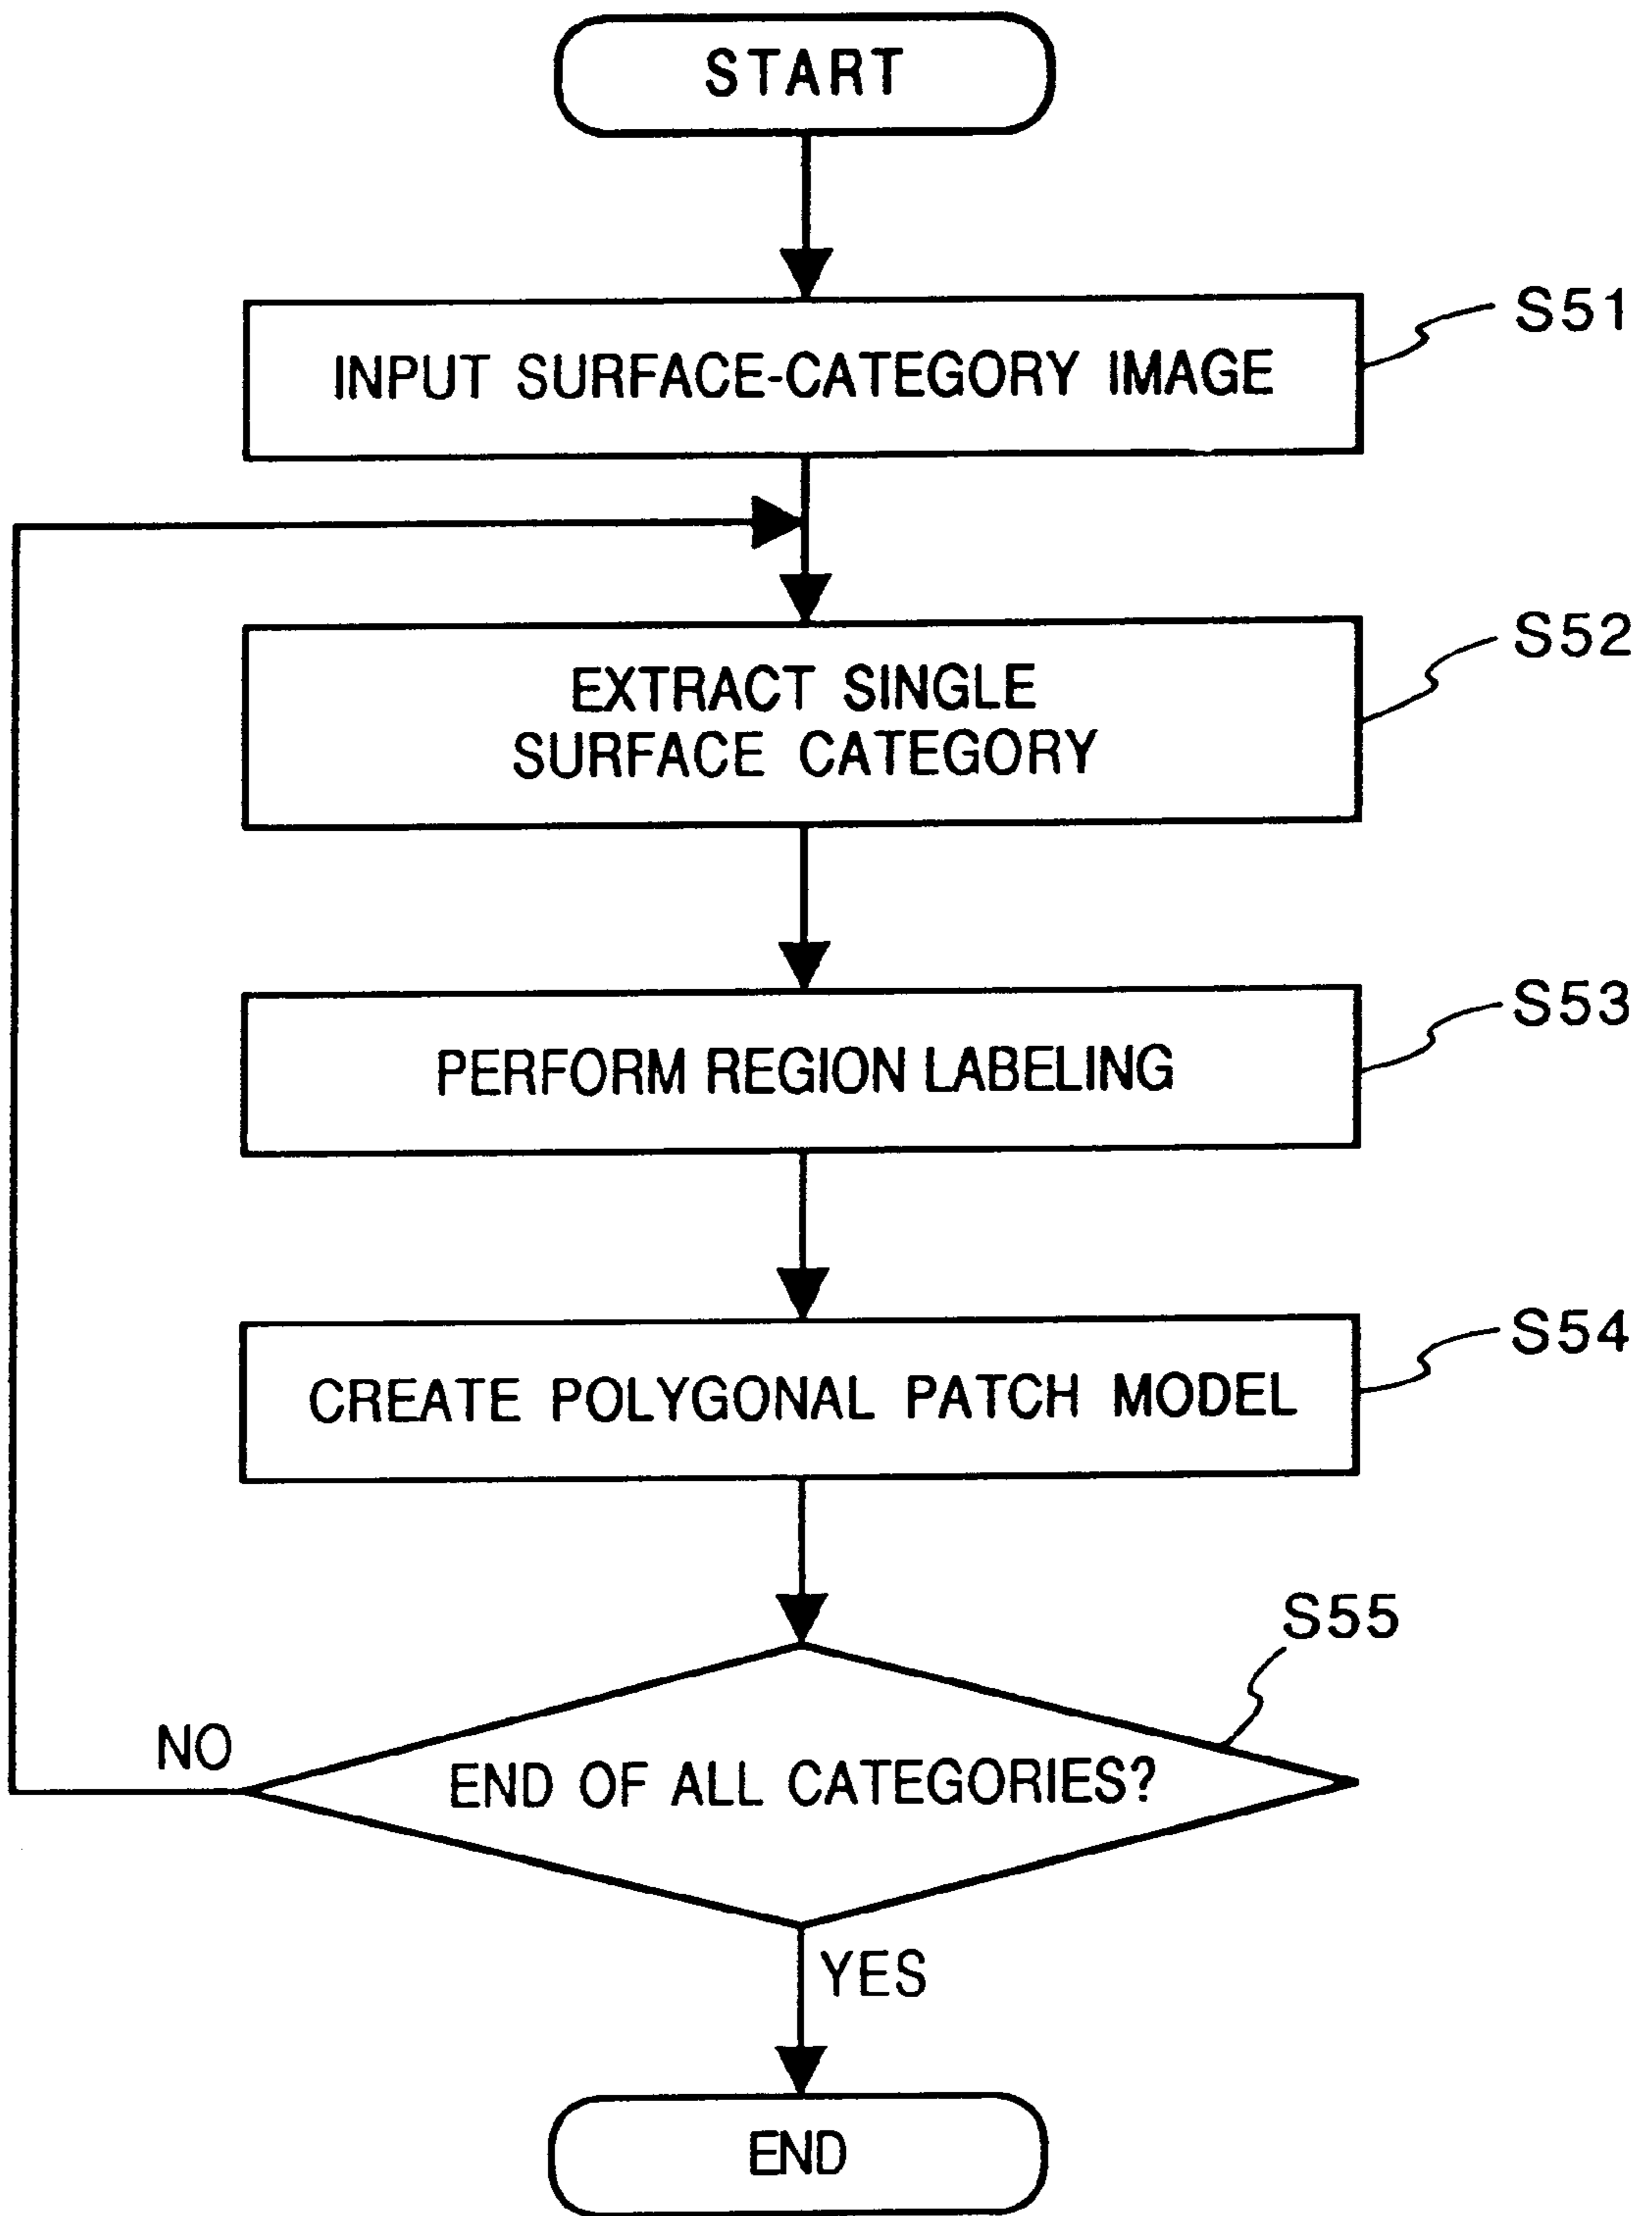 START
INPUT SURFACE-CATEGORY IMAGE
S51
EXTRACT SINGLE
SURFACE CATEGORY
S52
PERFORM REGION LABELING
S53
CREATE POLYGONAL PATCH MODEL
S54
S55
NO
END OF ALL CATEGORIES?
YES
END